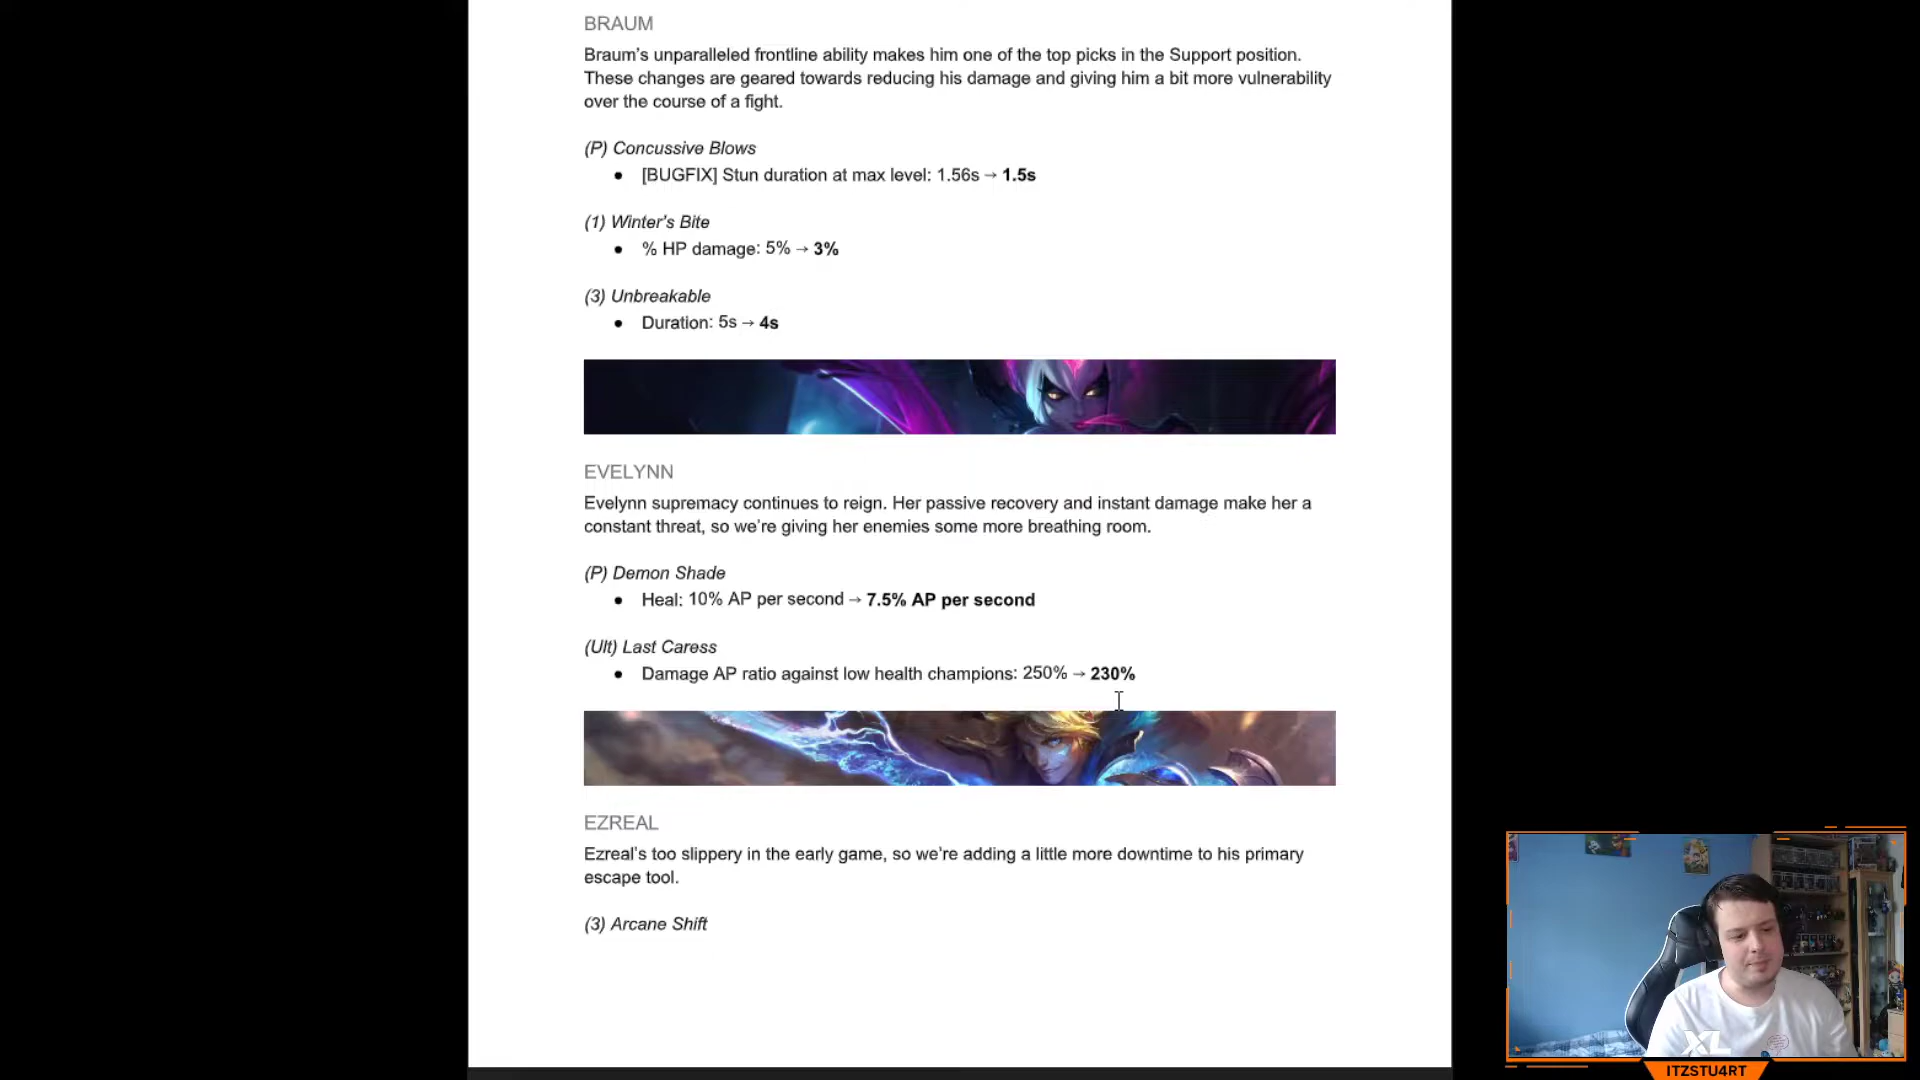 BRAUM
Braum's unparalleled frontline ability makes him one of the top picks in the Support position.
These changes are geared towards reducing his damage and giving him a bit more vulnerability
over the course of a fight.
(P) Concussive Blows
● [BUGFIX] Stun duration at max level: 1.56s → 1.5s
(1) Winter's Bite
● % HP damage: 5% → 3%
(3) Unbreakable
● Duration: 5s → 4s
EVELYNN
Evelynn supremacy continues to reign. Her passive recovery and instant damage make her a
constant threat, so we're giving her enemies some more breathing room.
(P) Demon Shade
● Heal: 10% AP per second → 7.5% AP per second
(Ult) Last Caress
● Damage AP ratio against low health champions: 250% → 230%
EZREAL
Ezreal's too slippery in the early game, so we're adding a little more downtime to his primary
escape tool.
(3) Arcane Shift
XL
ITZSTU4RT